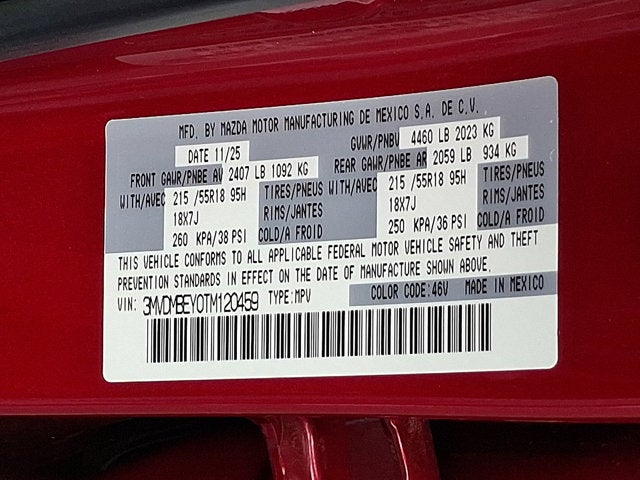 MFD. BY MAZDA MOTOR MANUFACTURING DE MEXICO S.A. DE C.V.
DATE 11/25 GVWR/PNBV 4460 LB 2023 KG
FRONT GAWR/PNBE AV 2407 LB 1092 KG REAR GAWR/PNBE AR 2059 LB 934 KG
WITH/AVEC 215 /55R18 95H TIRES/PNEUS WITH/AVEC 215 /55R18 95H TIRES/PNEUS
18X7J RIMS/JANTES 18X7J RIMS/JANTES
260 KPA/38 PSI COLD/A FROID 250 KPA/36 PSI COLD/A FROID
THIS VEHICLE CONFORMS TO ALL APPLICABLE FEDERAL MOTOR VEHICLE SAFETY AND THEFT
PREVENTION STANDARDS IN EFFECT ON THE DATE OF MANUFACTURE SHOWN ABOVE.
VIN: 3MVDMBEY0TM120459 TYPE:MPV COLOR CODE:46V MADE IN MEXICO